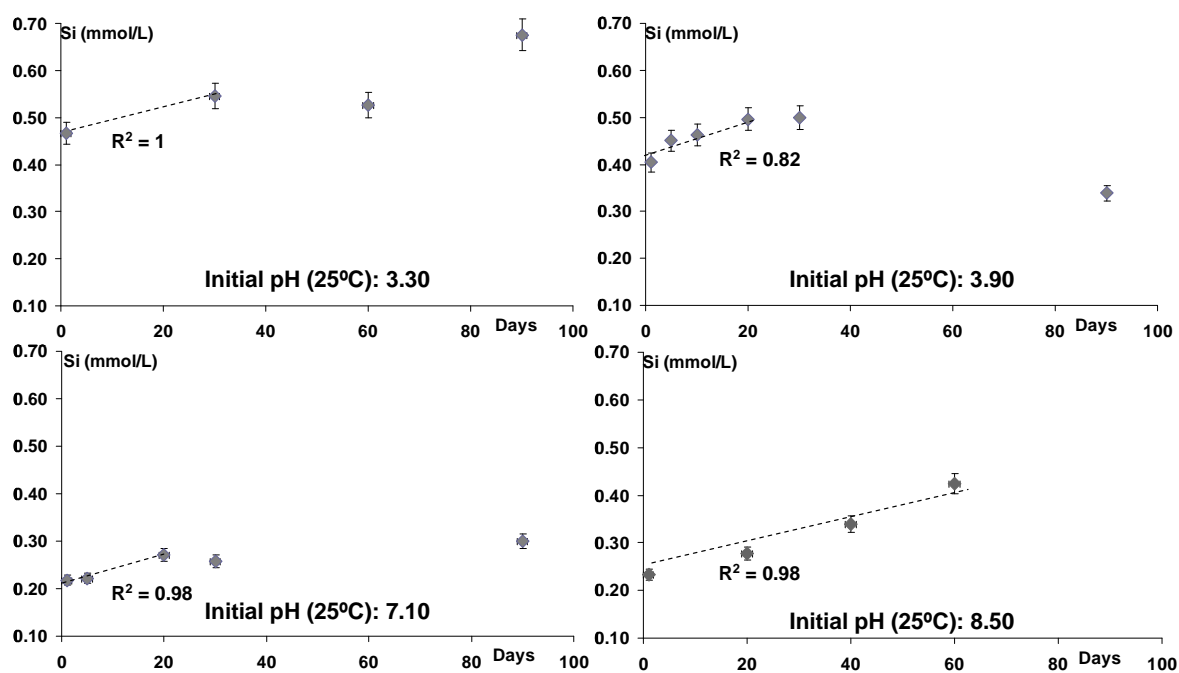 Si (mmol/L)
0.70
0.60
0.50
0.40
0.30
0.20
0.10
R² = 1
Initial pH (25ºC): 3.30
0 20 40 60 80 Days 100
Si (mmol/L)
0.70
0.60
0.50
0.40
0.30
0.20
0.10
R² = 0.82
Initial pH (25ºC): 3.90
0 20 40 60 80 Days 100
Si (mmol/L)
0.70
0.60
0.50
0.40
0.30
0.20
0.10
R² = 0.98
Initial pH (25ºC): 7.10
0 20 40 60 80 Days 100
Si (mmol/L)
0.70
0.60
0.50
0.40
0.30
0.20
0.10
R² = 0.98
Initial pH (25ºC): 8.50
0 20 40 60 80 Days 100